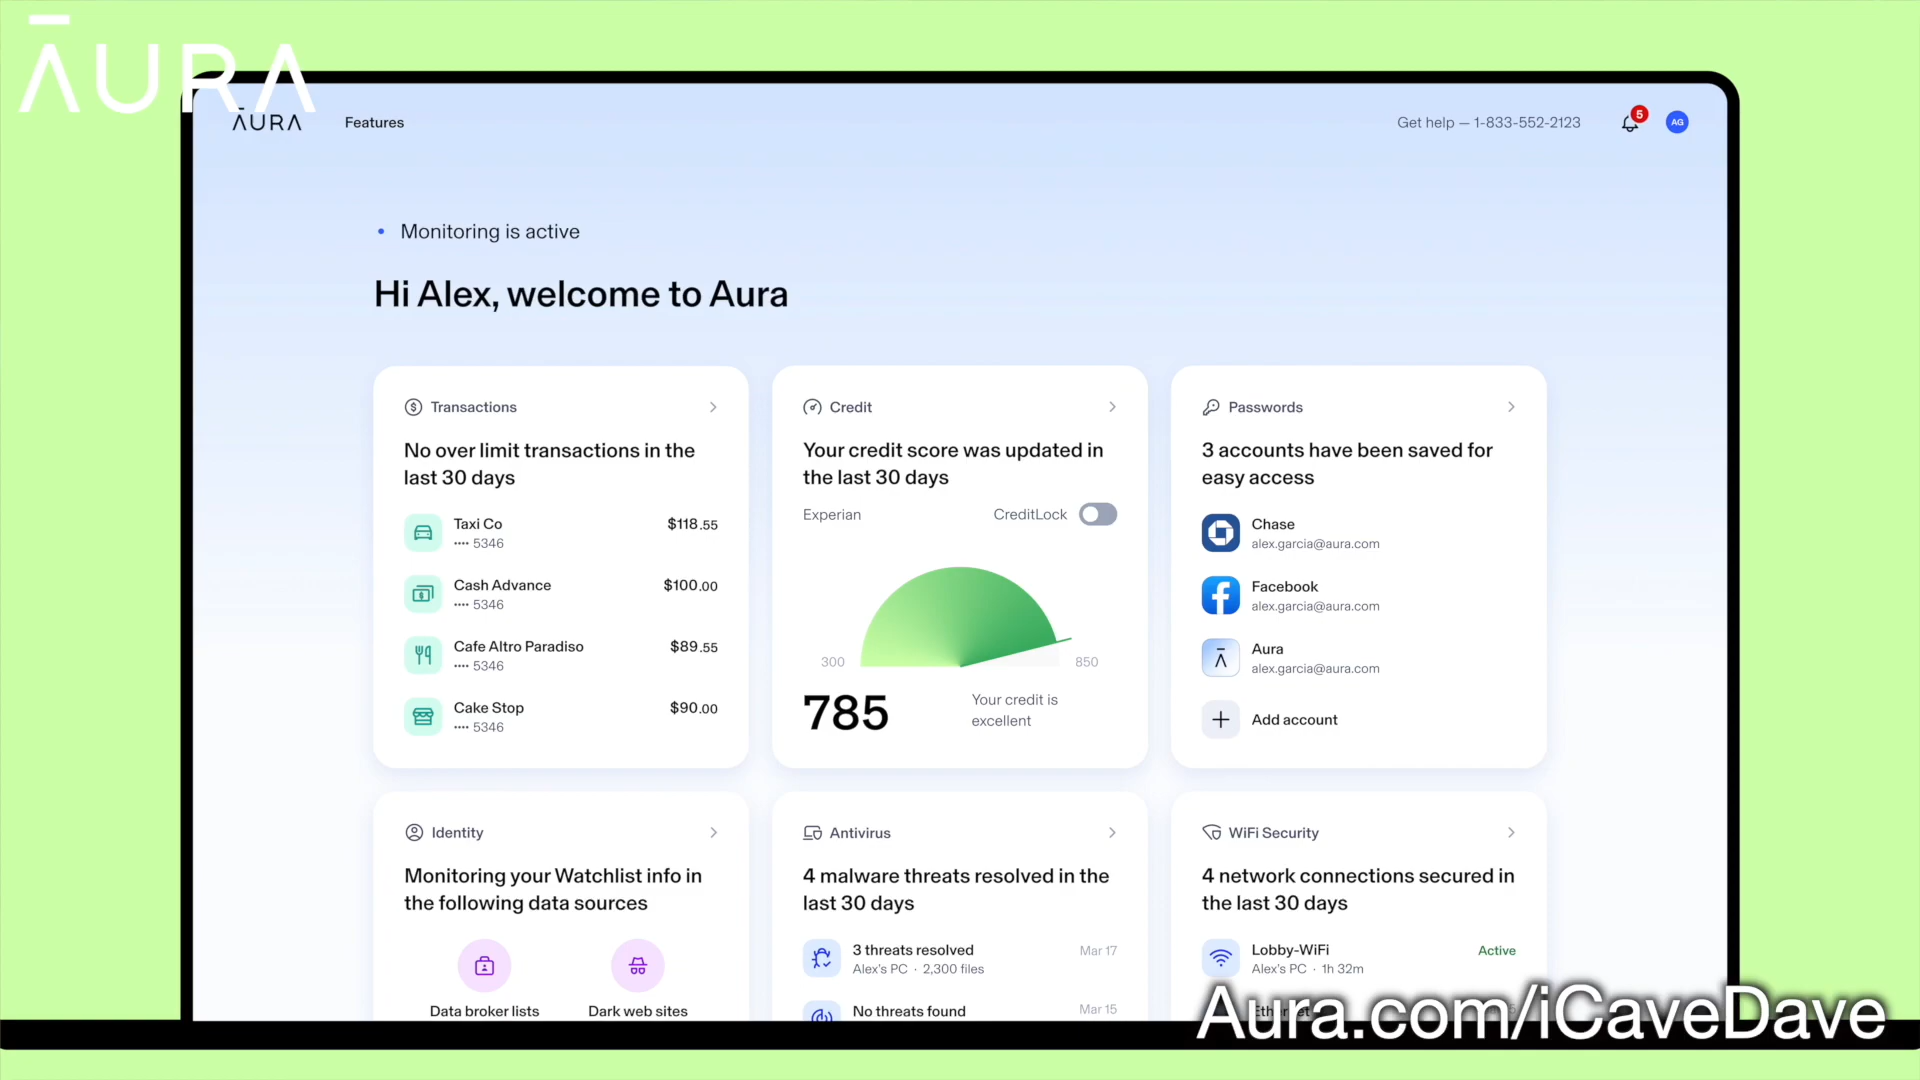 ĀURA
ĀURA
Features
Get help — 1-833-552-2123
5
AG
Monitoring is active
Hi Alex, welcome to Aura
Transactions
No over limit transactions in the
last 30 days
Taxi Co
$118.55
•••• 5346
Cash Advance
$100.00
•••• 5346
Cafe Altro Paradiso
$89.55
•••• 5346
Cake Stop
$90.00
•••• 5346
Credit
Your credit score was updated in
the last 30 days
Experian
CreditLock
300
850
785
Your credit is
excellent
Passwords
3 accounts have been saved for
easy access
Chase
alex.garcia@aura.com
Facebook
alex.garcia@aura.com
Aura
alex.garcia@aura.com
Add account
Identity
Monitoring your Watchlist info in
the following data sources
Data broker lists
Dark web sites
Antivirus
4 malware threats resolved in the
last 30 days
3 threats resolved
Mar 17
Alex's PC · 2,300 files
No threats found
Mar 15
WiFi Security
4 network connections secured in
the last 30 days
Lobby-WiFi
Active
Alex's PC · 1h 32m
Ethernet
Aura.com/iCaveDave